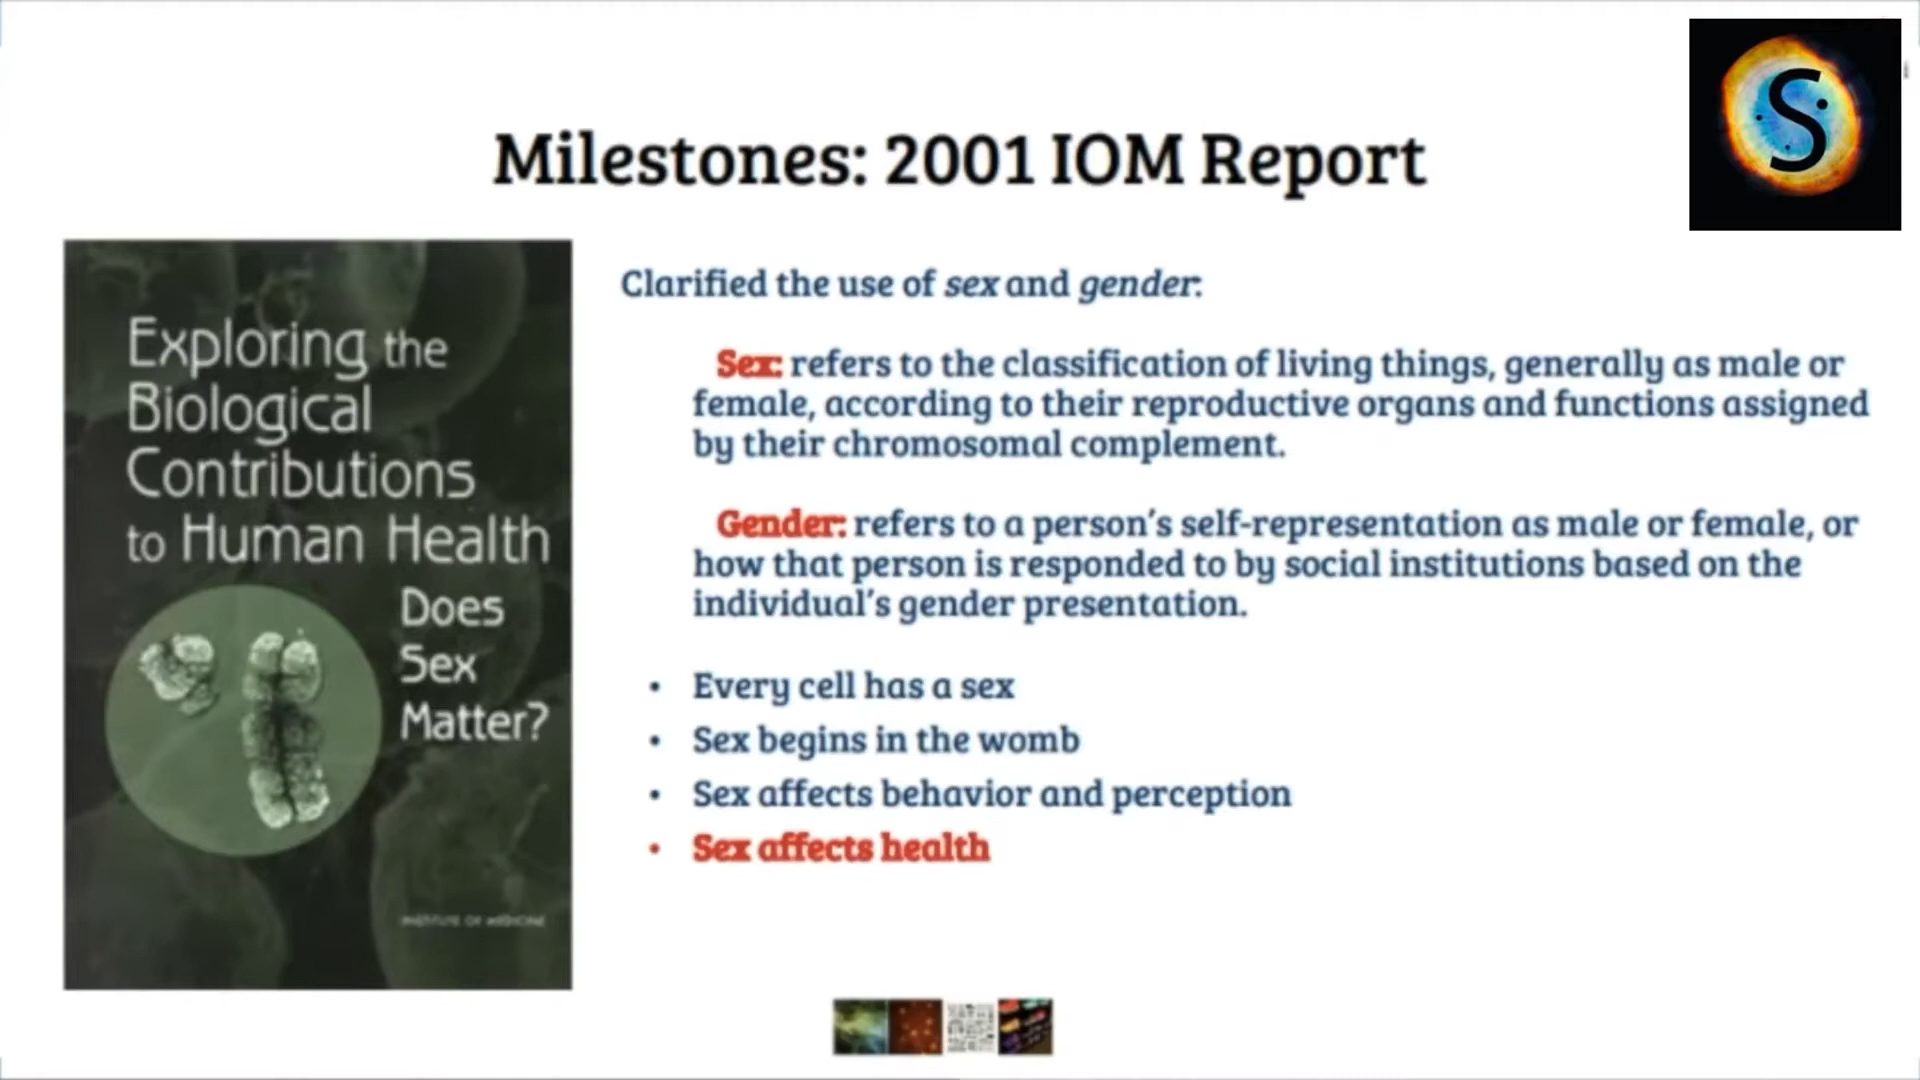 Milestones: 2001 IOM Report
S
Exploring the
Biological
Contributions
to Human Health
Does
Sex
Matter?
INSTITUTE OF MEDICINE
Clarified the use of sex and gender:
Sex: refers to the classification of living things, generally as male or
female, according to their reproductive organs and functions assigned
by their chromosomal complement.
Gender: refers to a person's self-representation as male or female, or
how that person is responded to by social institutions based on the
individual's gender presentation.
• Every cell has a sex
• Sex begins in the womb
• Sex affects behavior and perception
• Sex affects health